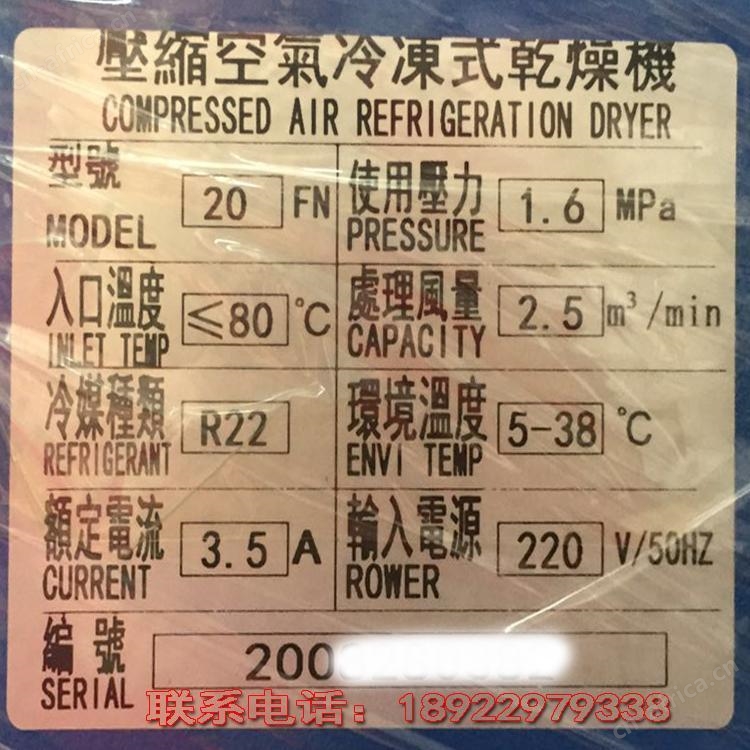 壓縮空氣冷凍式乾燥機
COMPRESSED AIR REFRIGERATION DRYER
型號 MODEL 20 FN
使用壓力 PRESSURE 1.6 MPa
入口溫度 INLET TEMP ≤80 ℃
處理風量 CAPACITY 2.5 m³/min
冷媒種類 REFRIGERANT R22
環境溫度 ENVI TEMP 5-38 ℃
額定電流 CURRENT 3.5 A
輸入電源 ROWER 220 V/50HZ
編號 SERIAL 200
联系电话：18922979338